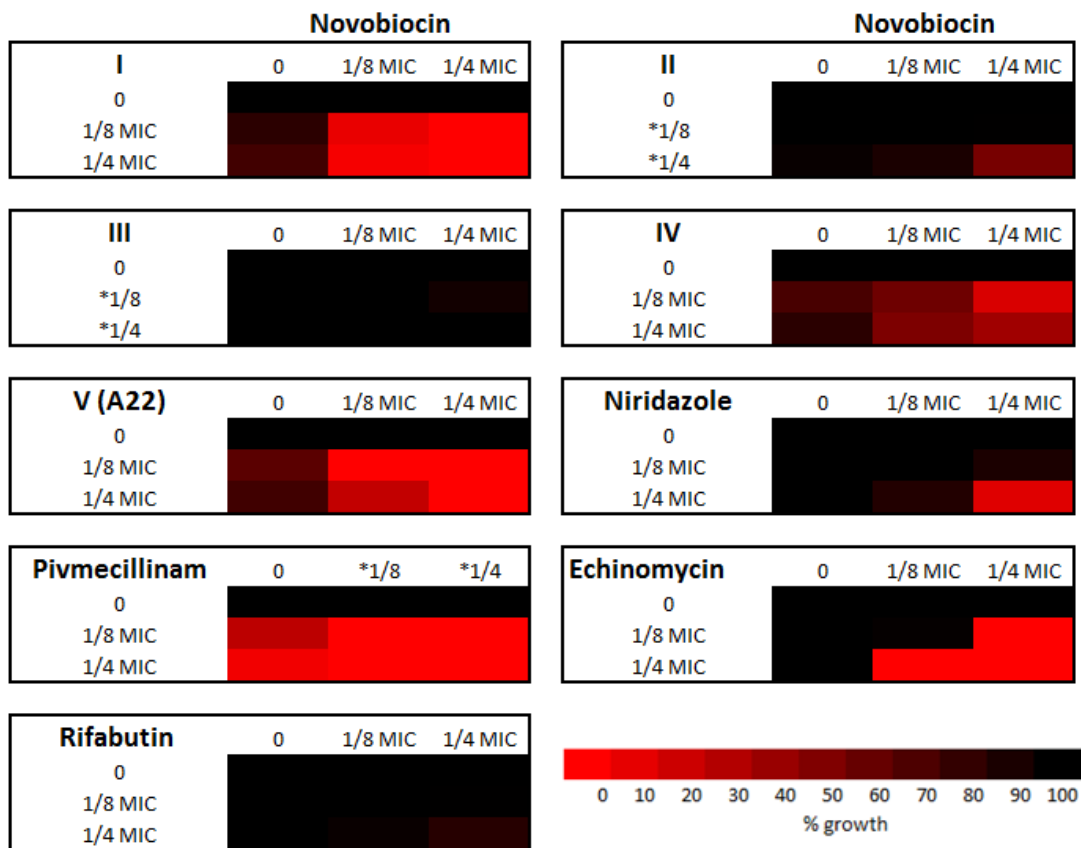 Novobiocin
I 0 1/8 MIC 1/4 MIC
0
1/8 MIC
1/4 MIC
Novobiocin
II 0 1/8 MIC 1/4 MIC
0
*1/8
*1/4
III 0 1/8 MIC 1/4 MIC
0
*1/8
*1/4
IV 0 1/8 MIC 1/4 MIC
0
1/8 MIC
1/4 MIC
V (A22) 0 1/8 MIC 1/4 MIC
0
1/8 MIC
1/4 MIC
Niridazole 0 1/8 MIC 1/4 MIC
0
1/8 MIC
1/4 MIC
Pivmecillinam 0 *1/8 *1/4
0
1/8 MIC
1/4 MIC
Echinomycin 0 1/8 MIC 1/4 MIC
0
1/8 MIC
1/4 MIC
Rifabutin 0 1/8 MIC 1/4 MIC
0
1/8 MIC
1/4 MIC
0 10 20 30 40 50 60 70 80 90 100
% growth